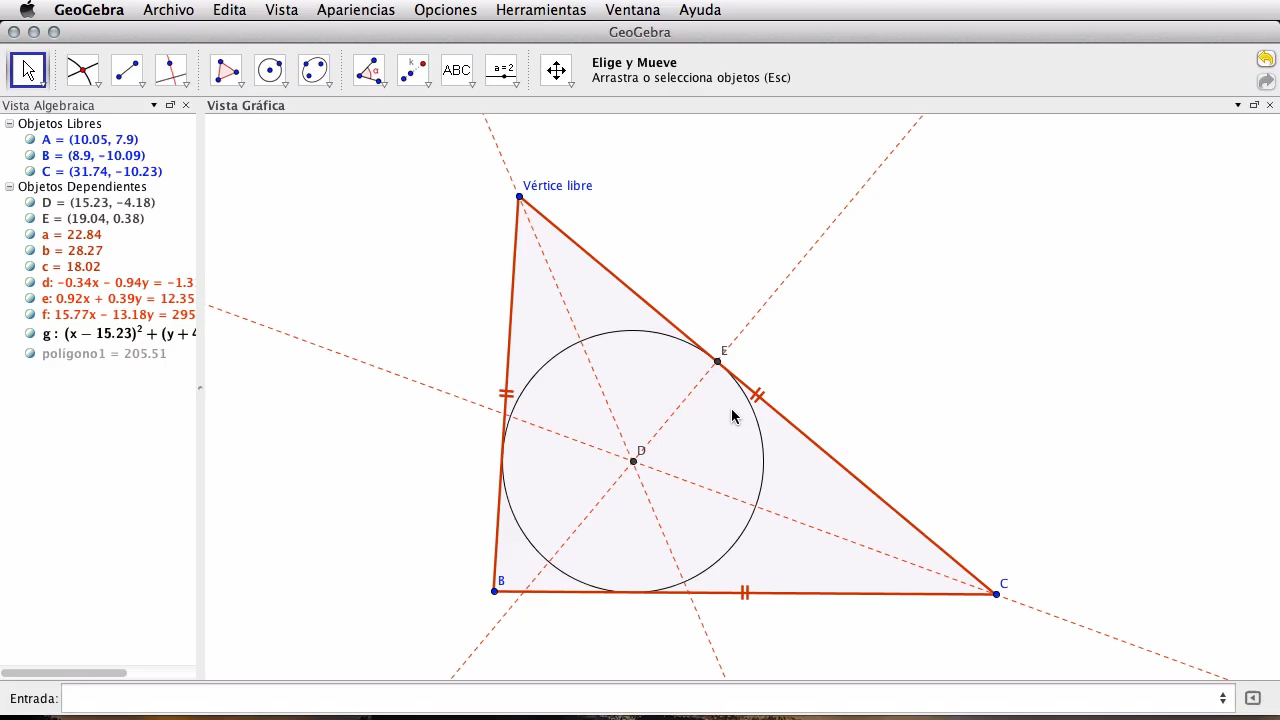 GeoGebra Archivo Edita Vista Apariencias Opciones Herramientas Ventana Ayuda
GeoGebra
α k ABC a=2
Elige y Mueve
Arrastra o selecciona objetos (Esc)
Vista Algebraica
Vista Gráfica
Objetos Libres
A = (10.05, 7.9)
B = (8.9, −10.09)
C = (31.74, −10.23)
Objetos Dependientes
D = (15.23, −4.18)
E = (19.04, 0.38)
a = 22.84
b = 28.27
c = 18.02
d: −0.34x − 0.94y = −1.3
e: 0.92x + 0.39y = 12.35
f: 15.77x − 13.18y = 295
g : (x − 15.23)² + (y + 4
polígono1 = 205.51
Vértice libre
E
D
B
C
Entrada: